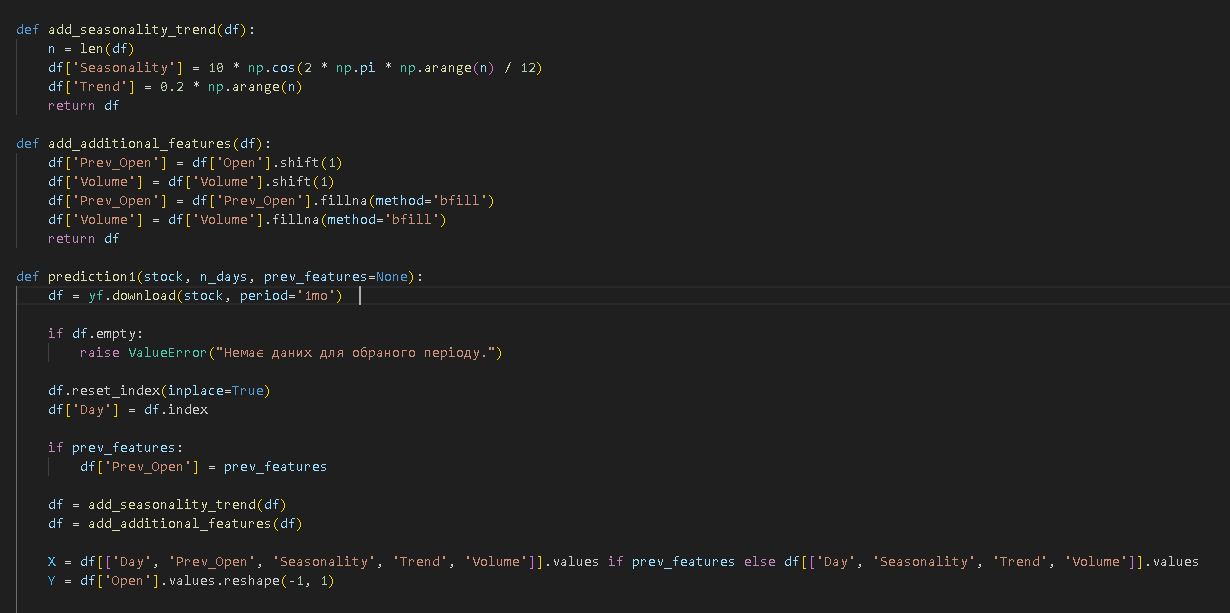 def add_seasonality_trend(df):
    n = len(df)
    df['Seasonality'] = 10 * np.cos(2 * np.pi * np.arange(n) / 12)
    df['Trend'] = 0.2 * np.arange(n)
    return df

def add_additional_features(df):
    df['Prev_Open'] = df['Open'].shift(1)
    df['Volume'] = df['Volume'].shift(1)
    df['Prev_Open'] = df['Prev_Open'].fillna(method='bfill')
    df['Volume'] = df['Volume'].fillna(method='bfill')
    return df

def prediction1(stock, n_days, prev_features=None):
    df = yf.download(stock, period='1mo')

    if df.empty:
        raise ValueError("Немає даних для обраного періоду.")

    df.reset_index(inplace=True)
    df['Day'] = df.index

    if prev_features:
        df['Prev_Open'] = prev_features

    df = add_seasonality_trend(df)
    df = add_additional_features(df)

    X = df[['Day', 'Prev_Open', 'Seasonality', 'Trend', 'Volume']].values if prev_features else df[['Day', 'Seasonality', 'Trend', 'Volume']].values
    Y = df['Open'].values.reshape(-1, 1)